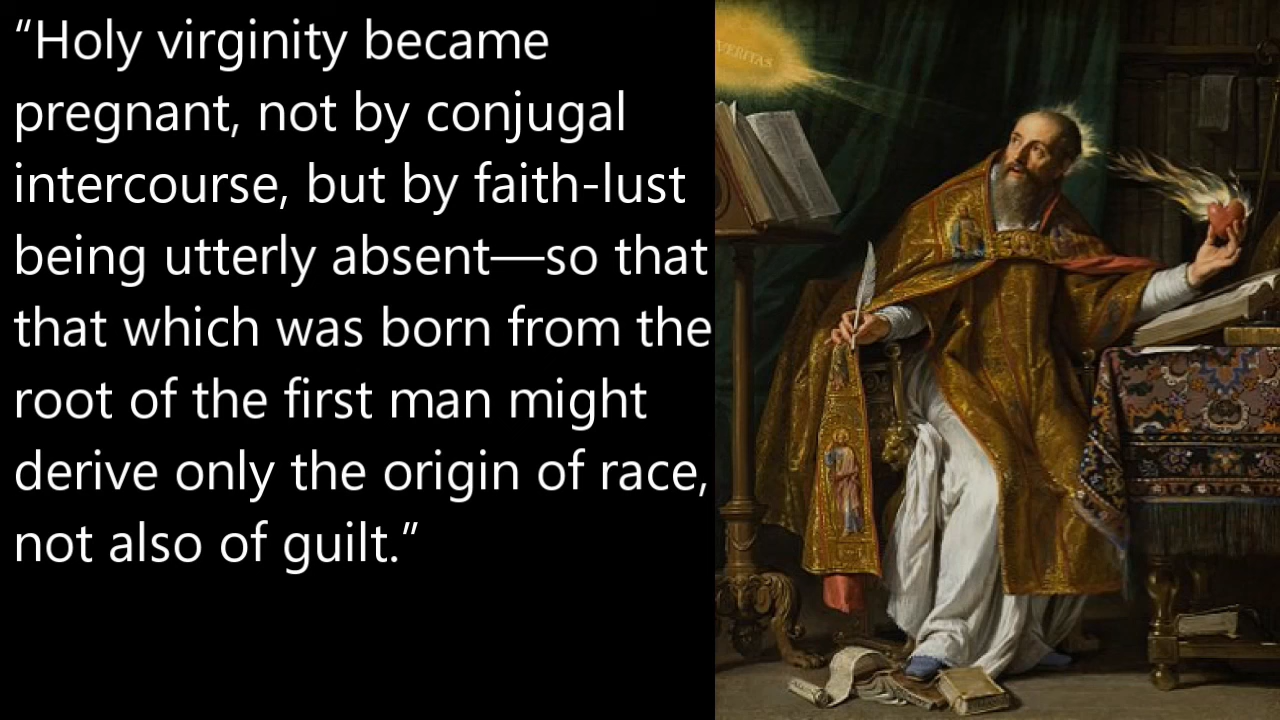 “Holy virginity became
pregnant, not by conjugal
intercourse, but by faith-lust
being utterly absent—so that
that which was born from the
root of the first man might
derive only the origin of race,
not also of guilt.”
VERITAS